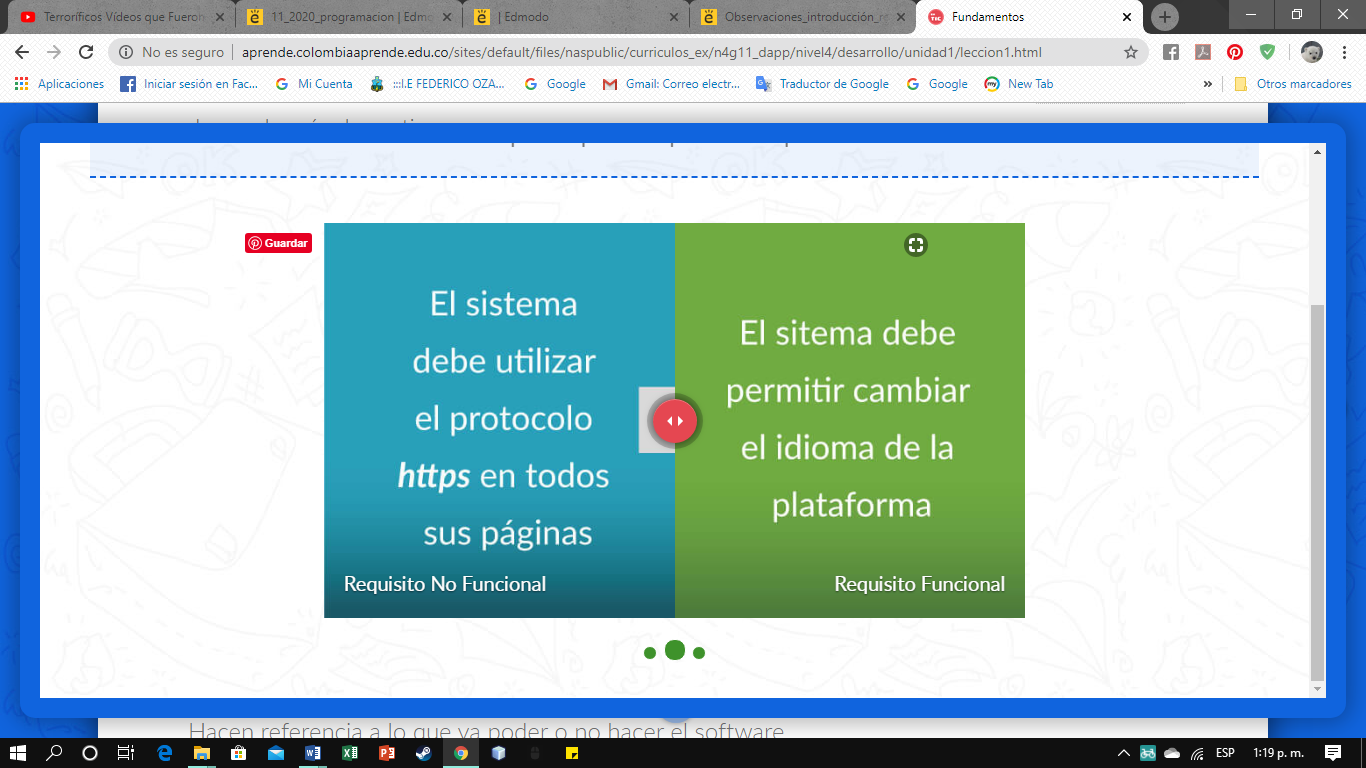 Terroríficos Vídeos que Fueron
11_2020_programacion | Edmo
| Edmodo
Observaciones_introducción_r
Fundamentos
No es seguro | aprende.colombiaaprende.edu.co/sites/default/files/naspublic/curriculos_ex/n4g11_dapp/nivel4/desarrollo/unidad1/leccion1.html
Aplicaciones
Iniciar sesión en Fac...
Mi Cuenta
:::I.E FEDERICO OZA...
Google
Gmail: Correo electr...
Traductor de Google
Google
New Tab
»
Otros marcadores
Guardar
El sistema
debe utilizar
el protocolo
https en todos
sus páginas
Requisito No Funcional
El sitema debe
permitir cambiar
el idioma de la
plataforma
Requisito Funcional
Hacen referencia a lo que va poder o no hacer el software
ESP
1:19 p. m.